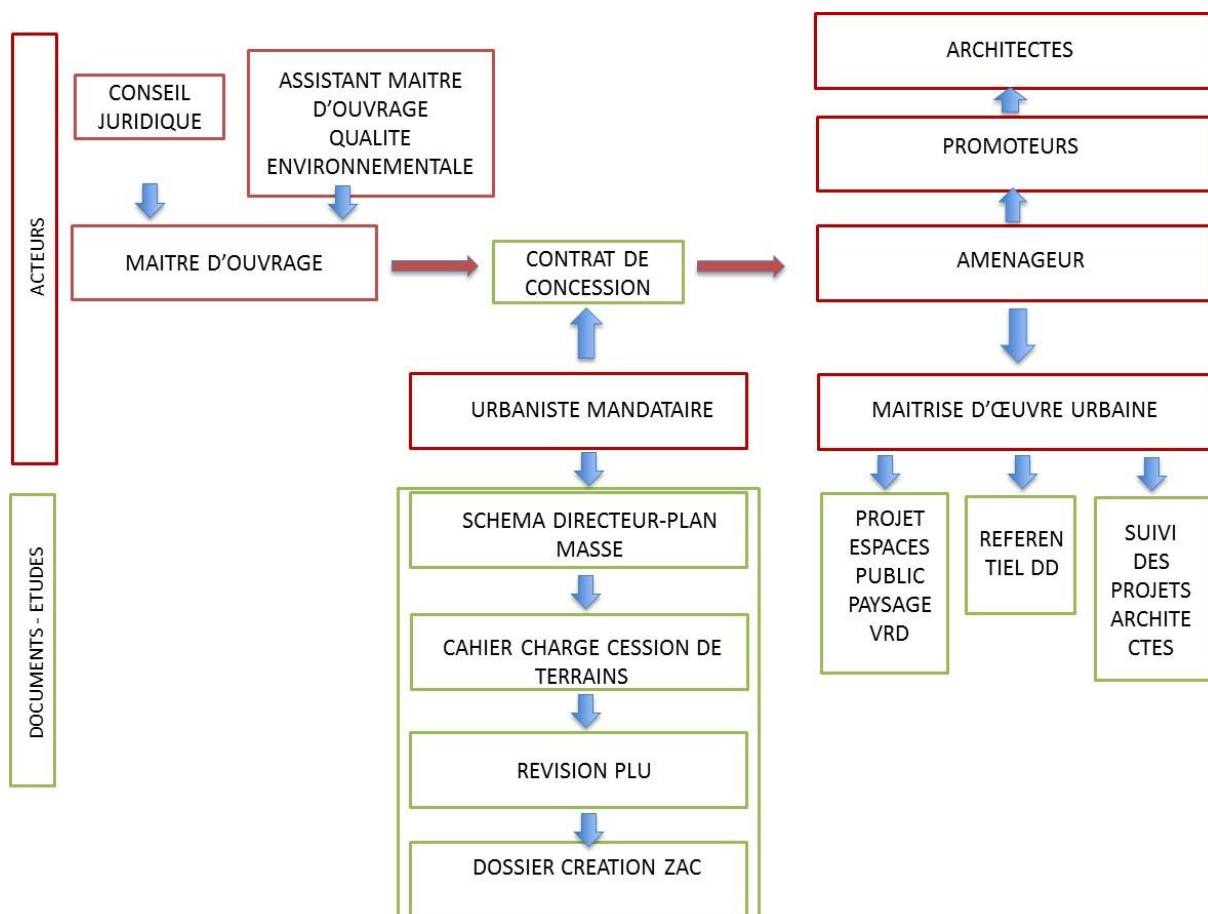 ACTEURS
CONSEIL
JURIDIQUE
ASSISTANT MAITRE
D’OUVRAGE
QUALITE
ENVIRONNEMENTALE
MAITRE D’OUVRAGE
CONTRAT DE
CONCESSION
ARCHITECTES
PROMOTEURS
AMENAGEUR
URBANISTE MANDATAIRE
MAITRISE D’ŒUVRE URBAINE
DOCUMENTS - ETUDES
SCHEMA DIRECTEUR-PLAN
MASSE
CAHIER CHARGE CESSION DE
TERRAINS
REVISION PLU
DOSSIER CREATION ZAC
PROJET
ESPACES
PUBLIC
PAYSAGE
VRD
REFEREN
TIEL DD
SUIVI
DES
PROJETS
ARCHITE
CTES